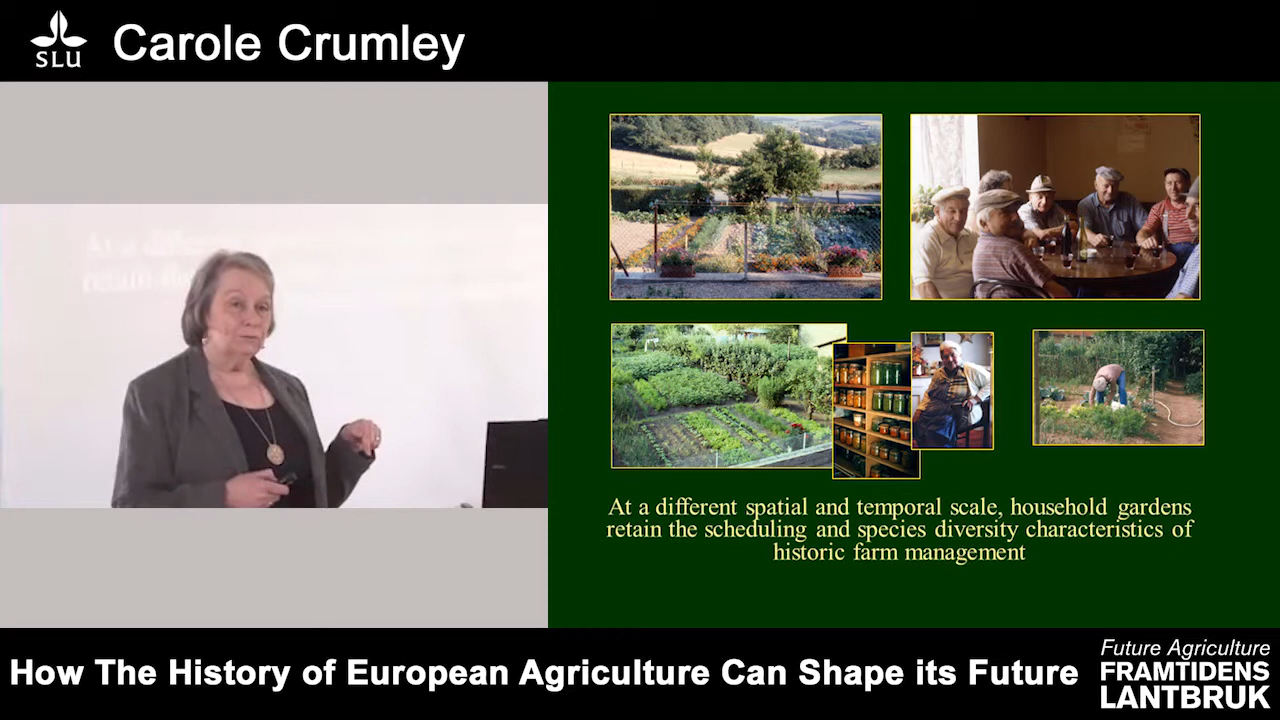 SLU
Carole Crumley
At a different spatial and temporal scale, household gardens
retain the scheduling and species diversity characteristics of
historic farm management
How The History of European Agriculture Can Shape its Future
Future Agriculture
FRAMTIDENS
LANTBRUK